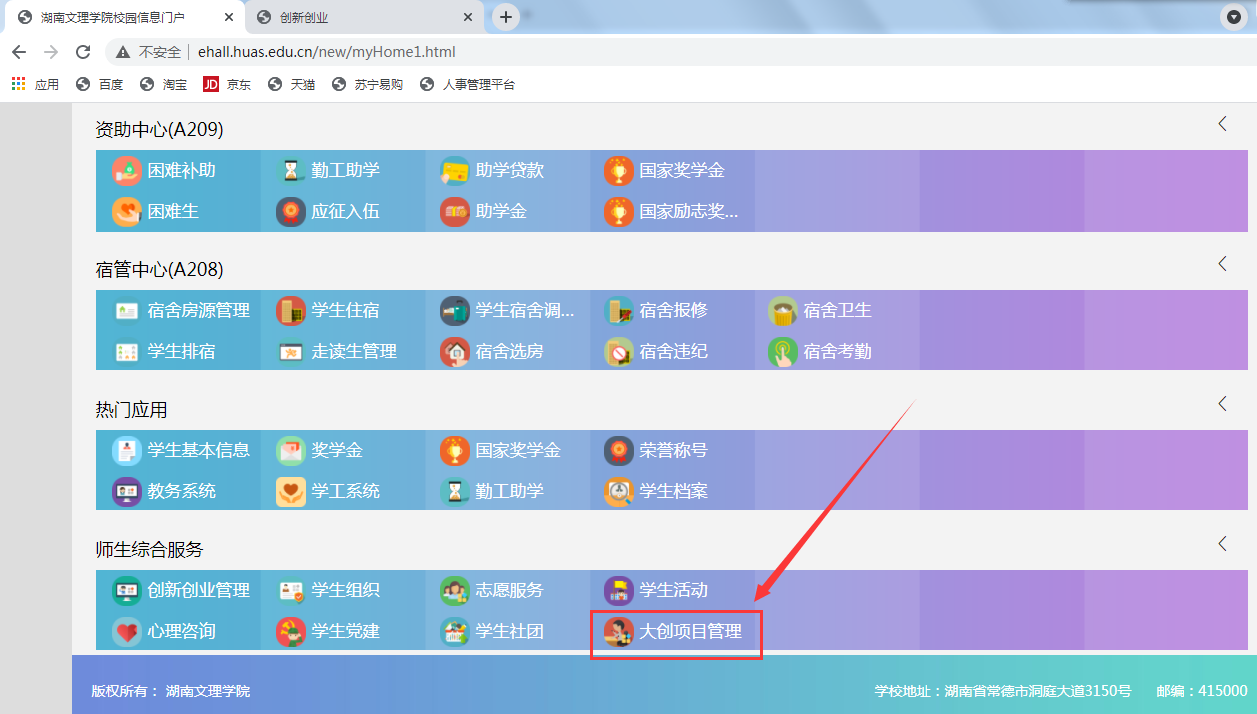 湖南文理学院校园信息门户
创新创业
不安全 ehall.huas.edu.cn/new/myHome1.html
应用 百度 淘宝 JD 京东 天猫 苏宁易购 人事管理平台
资助中心(A209)
困难补助 勤工助学 助学贷款 国家奖学金
困难生 应征入伍 助学金 国家励志奖...
宿管中心(A208)
宿舍房源管理 学生住宿 学生宿舍调... 宿舍报修 宿舍卫生
学生排宿 走读生管理 宿舍选房 宿舍违纪 宿舍考勤
热门应用
学生基本信息 奖学金 国家奖学金 荣誉称号
教务系统 学工系统 勤工助学 学生档案
师生综合服务
创新创业管理 学生组织 志愿服务 学生活动
心理咨询 学生党建 学生社团 大创项目管理
版权所有： 湖南文理学院 学校地址：湖南省常德市洞庭大道3150号 邮编：415000